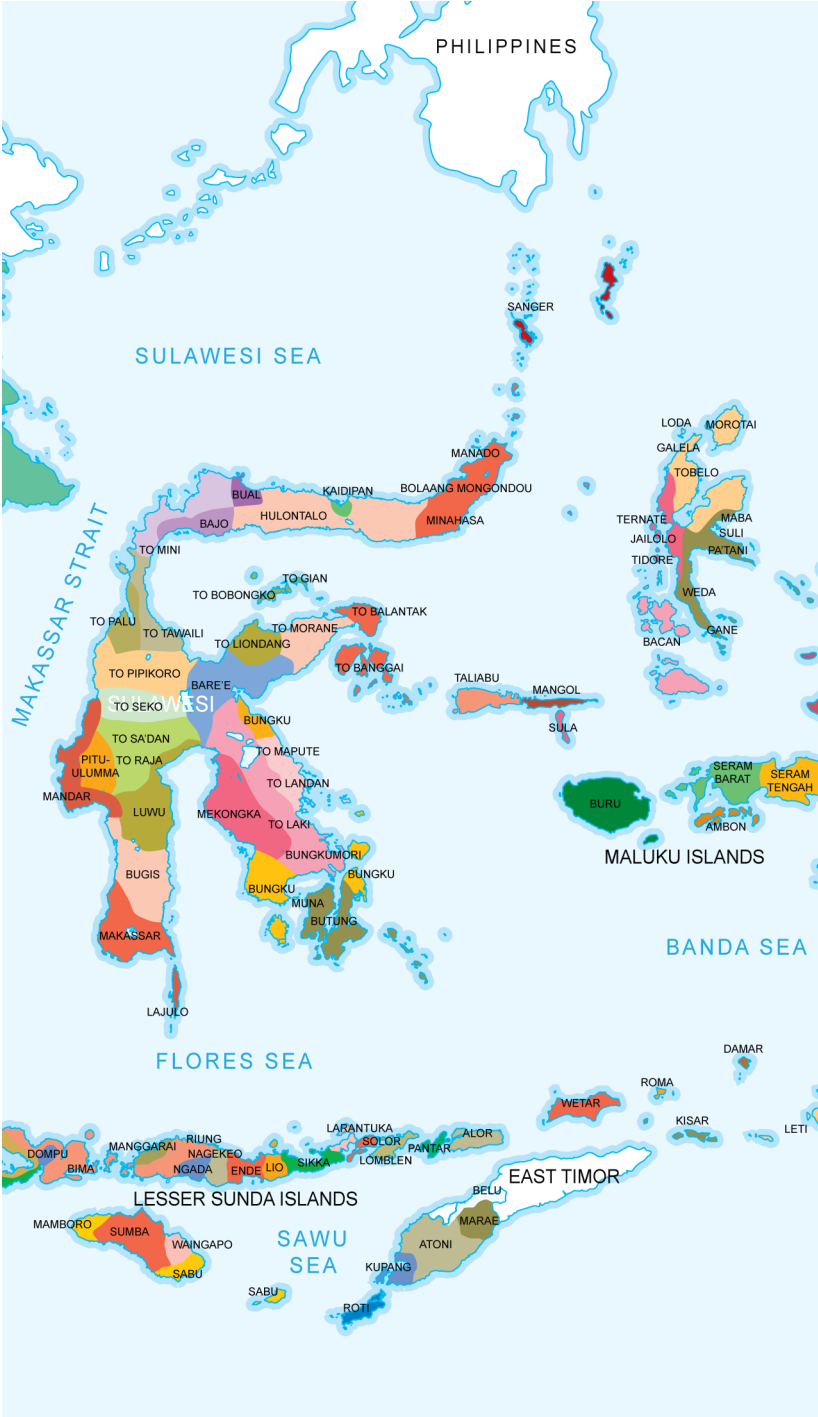 PHILIPPINES
SANGER
SULAWESI SEA
LODA
MOROTAI
GALELA
MANADO
TOBELO
BOLAANG MONGONDOU
KAIDIPAN
BUAL
HULONTALO
MINAHASA
BAJO
TERNATE
MABA
SULI
JAILOLO
PA'TANI
TIDORE
MAKASSAR STRAIT
TO MINI
TO GIAN
TO BOBONGKO
WEDA
TO BALANTAK
TO PALU
TO TAWAILI
TO MORANE
TO LIONDANG
GANE
BACAN
TO BANGGAI
TO PIPIKORO
BARE'E
TALIABU
MANGOL
SULAWESI
TO SEKO
BUNGKU
SULA
TO SA'DAN
TO MAPUTE
PITU-
ULUMMA
TO RAJA
SERAM
BARAT
SERAM
TENGAH
TO LANDAN
MANDAR
LUWU
MEKONGKA
TO LAKI
BURU
AMBON
BUNGKUMORI
MALUKU ISLANDS
BUGIS
BUNGKU
BUNGKU
MUNA
BUTUNG
MAKASSAR
BANDA SEA
LAJULO
FLORES SEA
DAMAR
ROMA
WETAR
KISAR
LETI
LARANTUKA
RIUNG
SOLOR
ALOR
MANGGARAI
NAGEKEO
PANTAR
DOMPU
BIMA
NGADA
ENDE
LIO
SIKKA
LOMBLEN
EAST TIMOR
BELU
LESSER SUNDA ISLANDS
MAMBORO
SUMBA
MARAE
WAINGAPO
SAWU
SEA
ATONI
SABU
KUPANG
SABU
ROTI